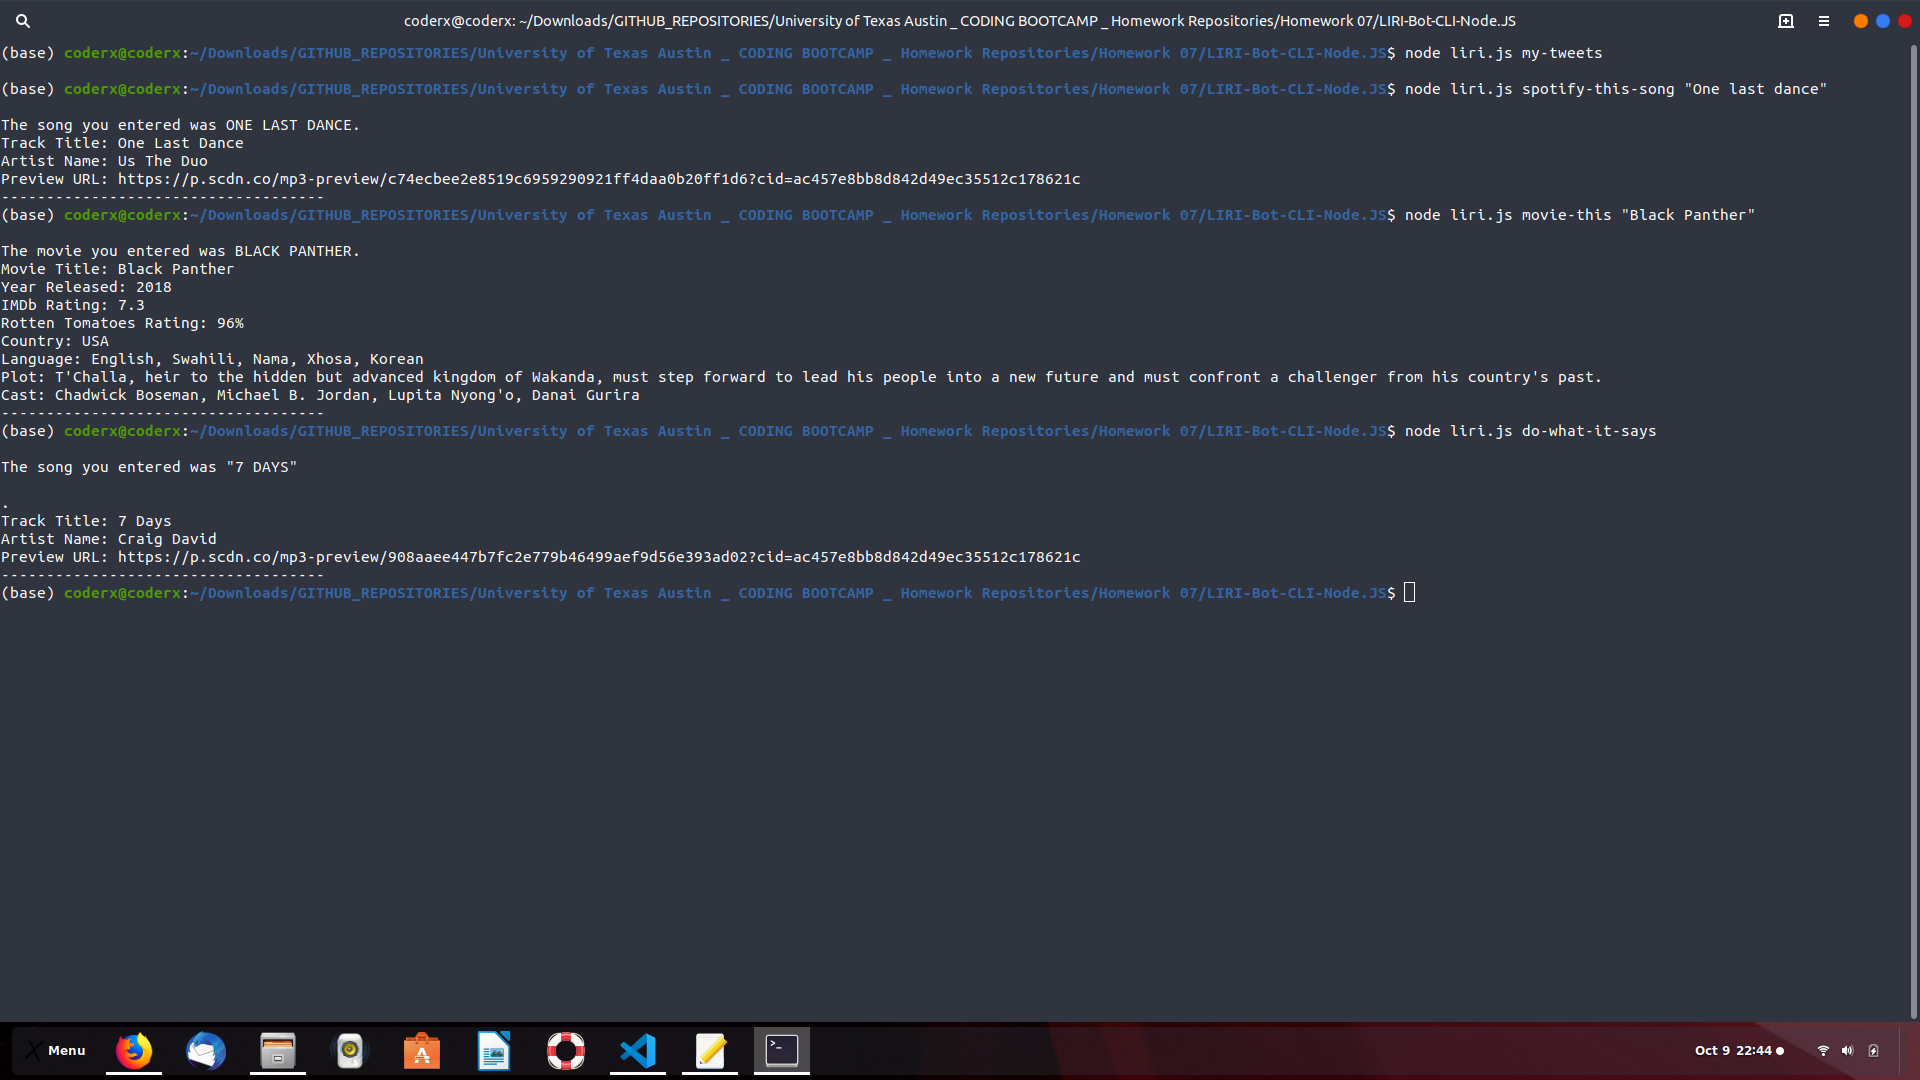 coderx@coderx: ~/Downloads/GITHUB_REPOSITORIES/University of Texas Austin _ CODING BOOTCAMP _ Homework Repositories/Homework 07/LIRI-Bot-CLI-Node.JS
(base) coderx@coderx:~/Downloads/GITHUB_REPOSITORIES/University of Texas Austin _ CODING BOOTCAMP _ Homework Repositories/Homework 07/LIRI-Bot-CLI-Node.JS$ node liri.js my-tweets
(base) coderx@coderx:~/Downloads/GITHUB_REPOSITORIES/University of Texas Austin _ CODING BOOTCAMP _ Homework Repositories/Homework 07/LIRI-Bot-CLI-Node.JS$ node liri.js spotify-this-song "One last dance"
The song you entered was ONE LAST DANCE.
Track Title: One Last Dance
Artist Name: Us The Duo
Preview URL: https://p.scdn.co/mp3-preview/c74ecbee2e8519c6959290921ff4daa0b20ff1d6?cid=ac457e8bb8d842d49ec35512c178621c
------------------------------------
(base) coderx@coderx:~/Downloads/GITHUB_REPOSITORIES/University of Texas Austin _ CODING BOOTCAMP _ Homework Repositories/Homework 07/LIRI-Bot-CLI-Node.JS$ node liri.js movie-this "Black Panther"
The movie you entered was BLACK PANTHER.
Movie Title: Black Panther
Year Released: 2018
IMDb Rating: 7.3
Rotten Tomatoes Rating: 96%
Country: USA
Language: English, Swahili, Nama, Xhosa, Korean
Plot: T'Challa, heir to the hidden but advanced kingdom of Wakanda, must step forward to lead his people into a new future and must confront a challenger from his country's past.
Cast: Chadwick Boseman, Michael B. Jordan, Lupita Nyong'o, Danai Gurira
------------------------------------
(base) coderx@coderx:~/Downloads/GITHUB_REPOSITORIES/University of Texas Austin _ CODING BOOTCAMP _ Homework Repositories/Homework 07/LIRI-Bot-CLI-Node.JS$ node liri.js do-what-it-says
The song you entered was "7 DAYS"
.
Track Title: 7 Days
Artist Name: Craig David
Preview URL: https://p.scdn.co/mp3-preview/908aaee447b7fc2e779b46499aef9d56e393ad02?cid=ac457e8bb8d842d49ec35512c178621c
------------------------------------
(base) coderx@coderx:~/Downloads/GITHUB_REPOSITORIES/University of Texas Austin _ CODING BOOTCAMP _ Homework Repositories/Homework 07/LIRI-Bot-CLI-Node.JS$
Menu
Oct 9 22:44